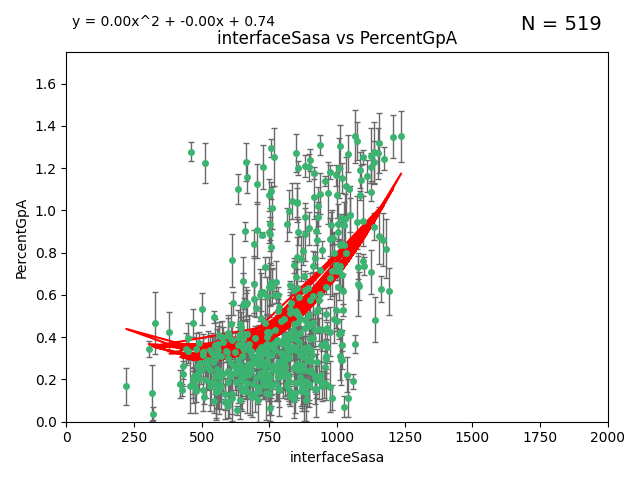 y = 0.00x^2 + -0.00x + 0.74
N = 519
interfaceSasa vs PercentGpA
PercentGpA
1.6
1.4
1.2
1.0
0.8
0.6
0.4
0.2
0.0
0 250 500 750 1000 1250 1500 1750 2000
interfaceSasa